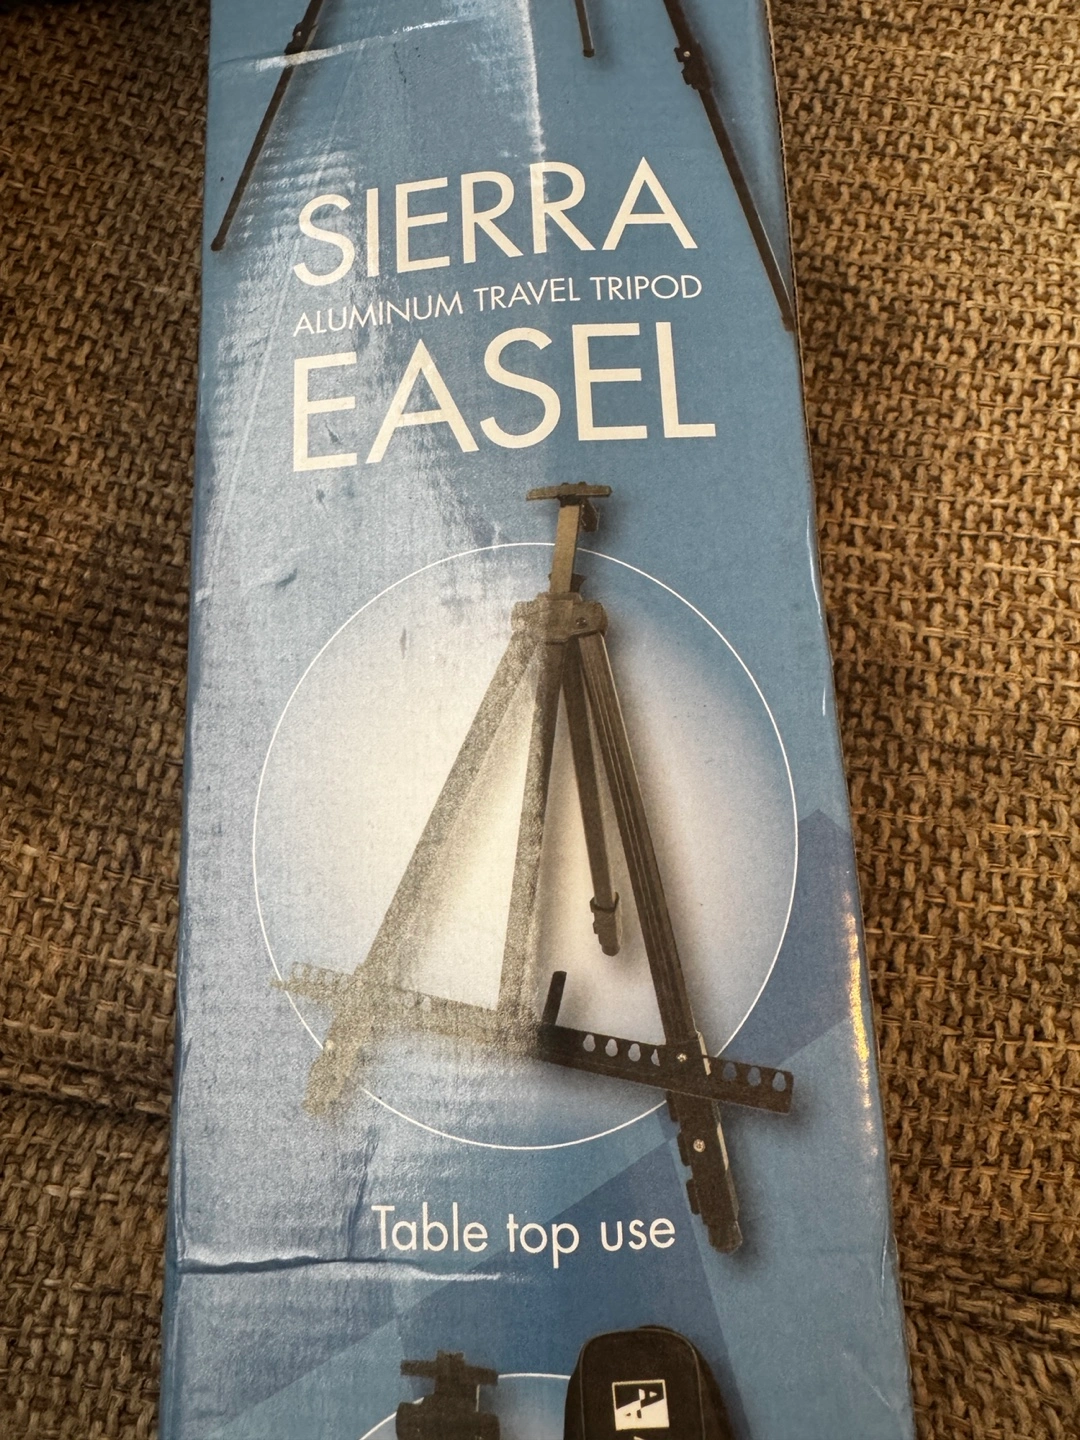 SIERRA
ALUMINUM TRAVEL TRIPOD
EASEL
Table top use